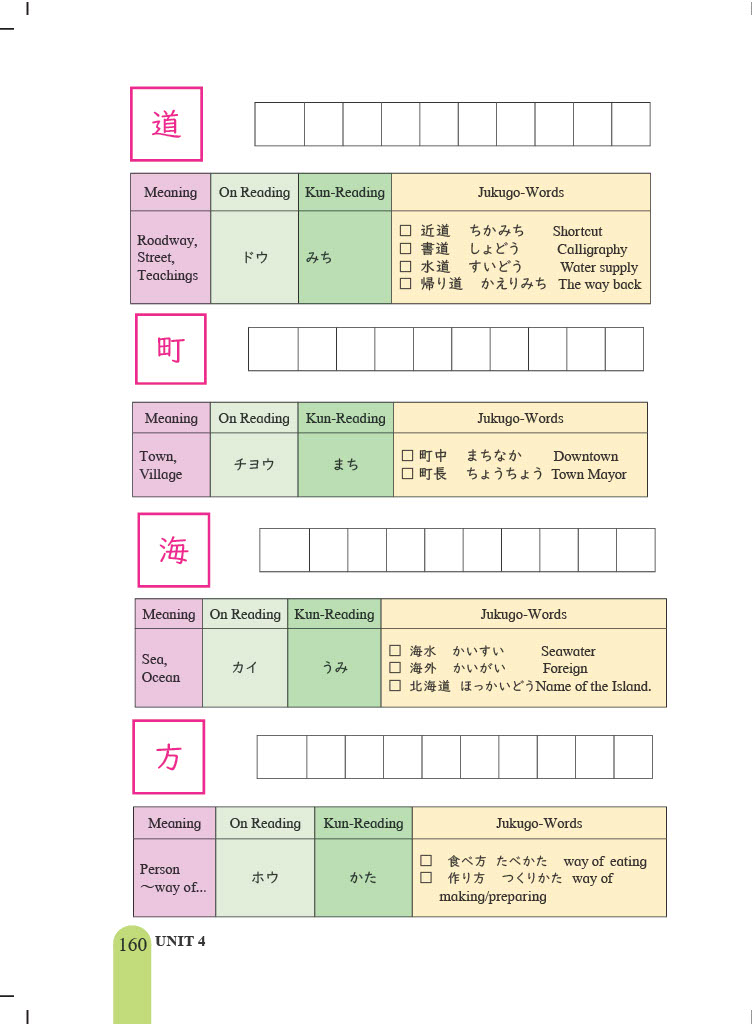 道
Meaning On Reading Kun-Reading Jukugo-Words
Roadway,
Street,
Teachings
ドウ
みち
□ 近道 ちかみち Shortcut
□ 書道 しょどう Calligraphy
□ 水道 すいどう Water supply
□ 帰り道 かえりみち The way back
町
Meaning On Reading Kun-Reading Jukugo-Words
Town,
Village
チヨウ
まち
□ 町中 まちなか Downtown
□ 町長 ちょうちょう Town Mayor
海
Meaning On Reading Kun-Reading Jukugo-Words
Sea,
Ocean
カイ
うみ
□ 海水 かいすい Seawater
□ 海外 かいがい Foreign
□ 北海道 ほっかいどうName of the Island.
方
Meaning On Reading Kun-Reading Jukugo-Words
Person
〜way of...
ホウ
かた
□ 食べ方 たべかた way of eating
□ 作り方 つくりかた way of
making/preparing
160 UNIT 4